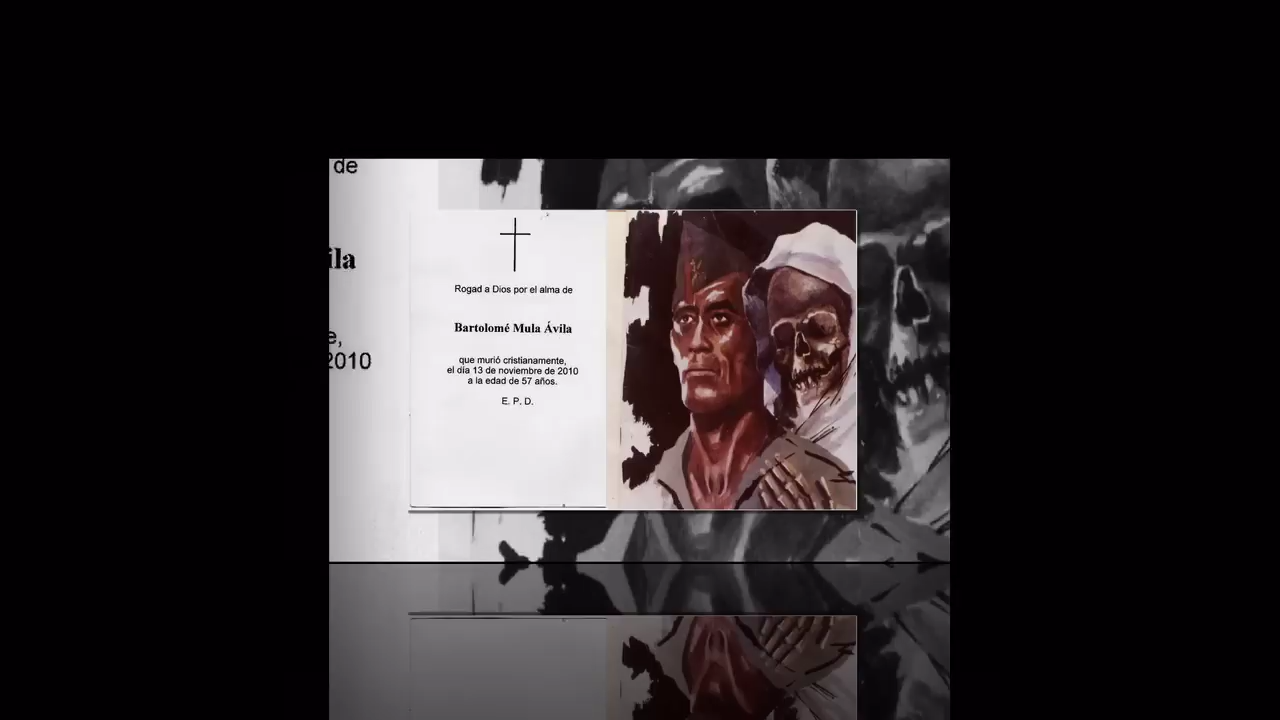 de
ila
e,
2010
Rogad a Dios por el alma de
Bartolomé Mula Ávila
que murió cristianamente,
el día 13 de noviembre de 2010
a la edad de 57 años.
E. P. D.